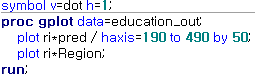 symbol v=dot h=1;
proc gplot data=education_out;
plot ri*pred / haxis=190 to 490 by 50;
plot ri*Region;
run;